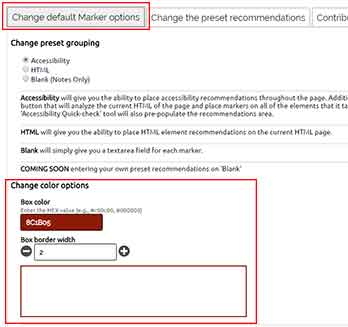 Change default Marker options Change the preset recommendations Contrib
Change preset grouping
Accessibility
HTML
Blank (Notes Only)
Accessibility will give you the ability to place accessibility recommendations throughout the page. Additi
button that will analyze the current HTML of the page and place markers on all of the elements that is ta
'Accessibility Quick-check' tool will also pre-populate the recommendations area.
HTML will give you the ability to place HTML element recommendations on the current HTML page.
Blank will simply give you a textarea field for each marker.
COMING SOON entering your own preset recommendations on 'Blank'
Change color options
Box color
Enter the HEX value (e.g., #cc0c80, #000000)
8C1B05
Box border width
2